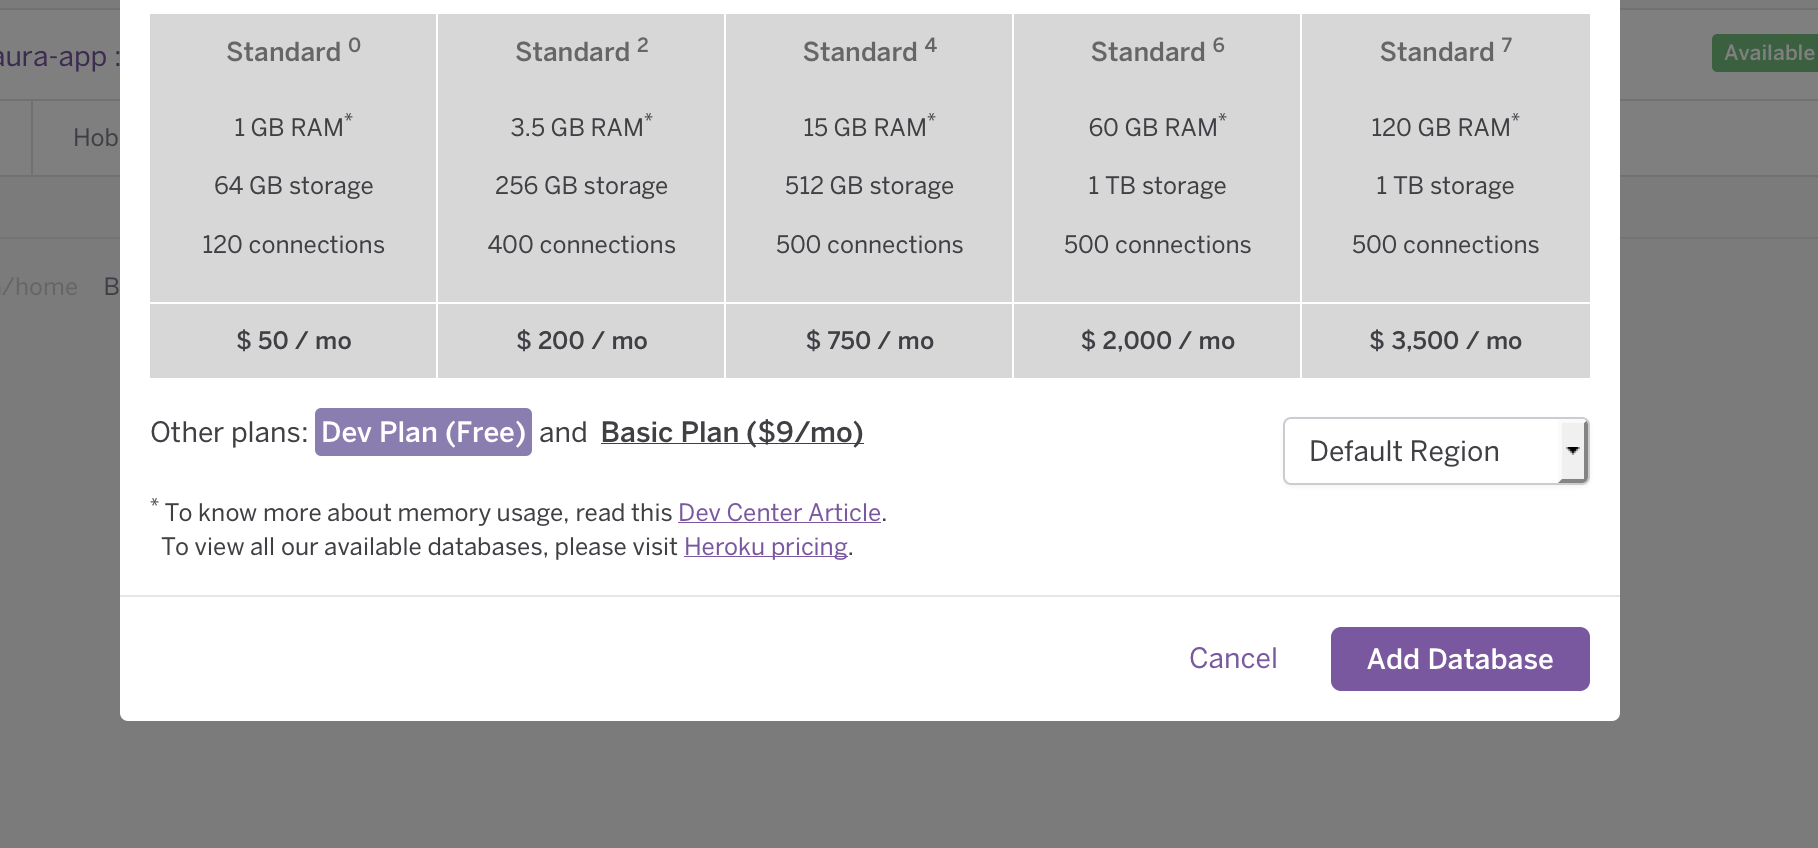 aura-app :
Available
Hob
/home B
Standard 0 Standard 2 Standard 4 Standard 6 Standard 7
1 GB RAM* 3.5 GB RAM* 15 GB RAM* 60 GB RAM* 120 GB RAM*
64 GB storage 256 GB storage 512 GB storage 1 TB storage 1 TB storage
120 connections 400 connections 500 connections 500 connections 500 connections
$ 50 / mo $ 200 / mo $ 750 / mo $ 2,000 / mo $ 3,500 / mo
Other plans: Dev Plan (Free) and Basic Plan ($9/mo)
Default Region
* To know more about memory usage, read this Dev Center Article.
To view all our available databases, please visit Heroku pricing.
Cancel Add Database